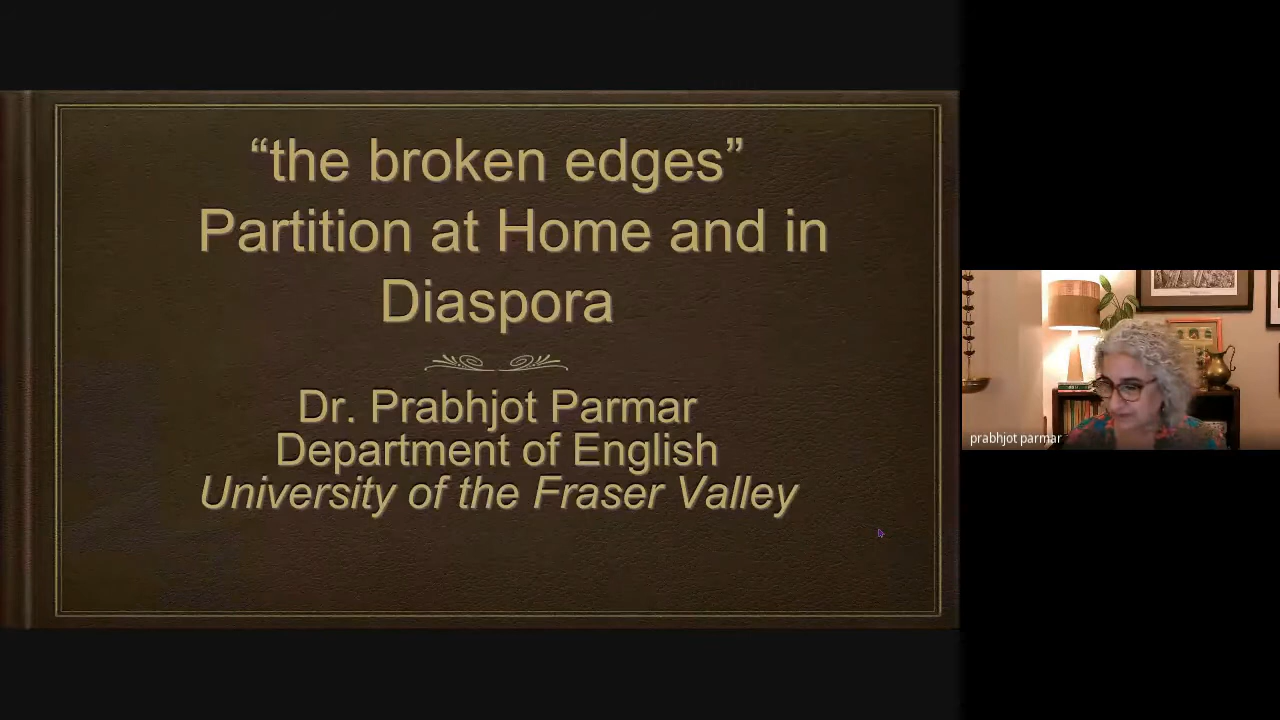 “the broken edges”
Partition at Home and in
Diaspora
Dr. Prabhjot Parmar
Department of English
University of the Fraser Valley
prabhjot parmar